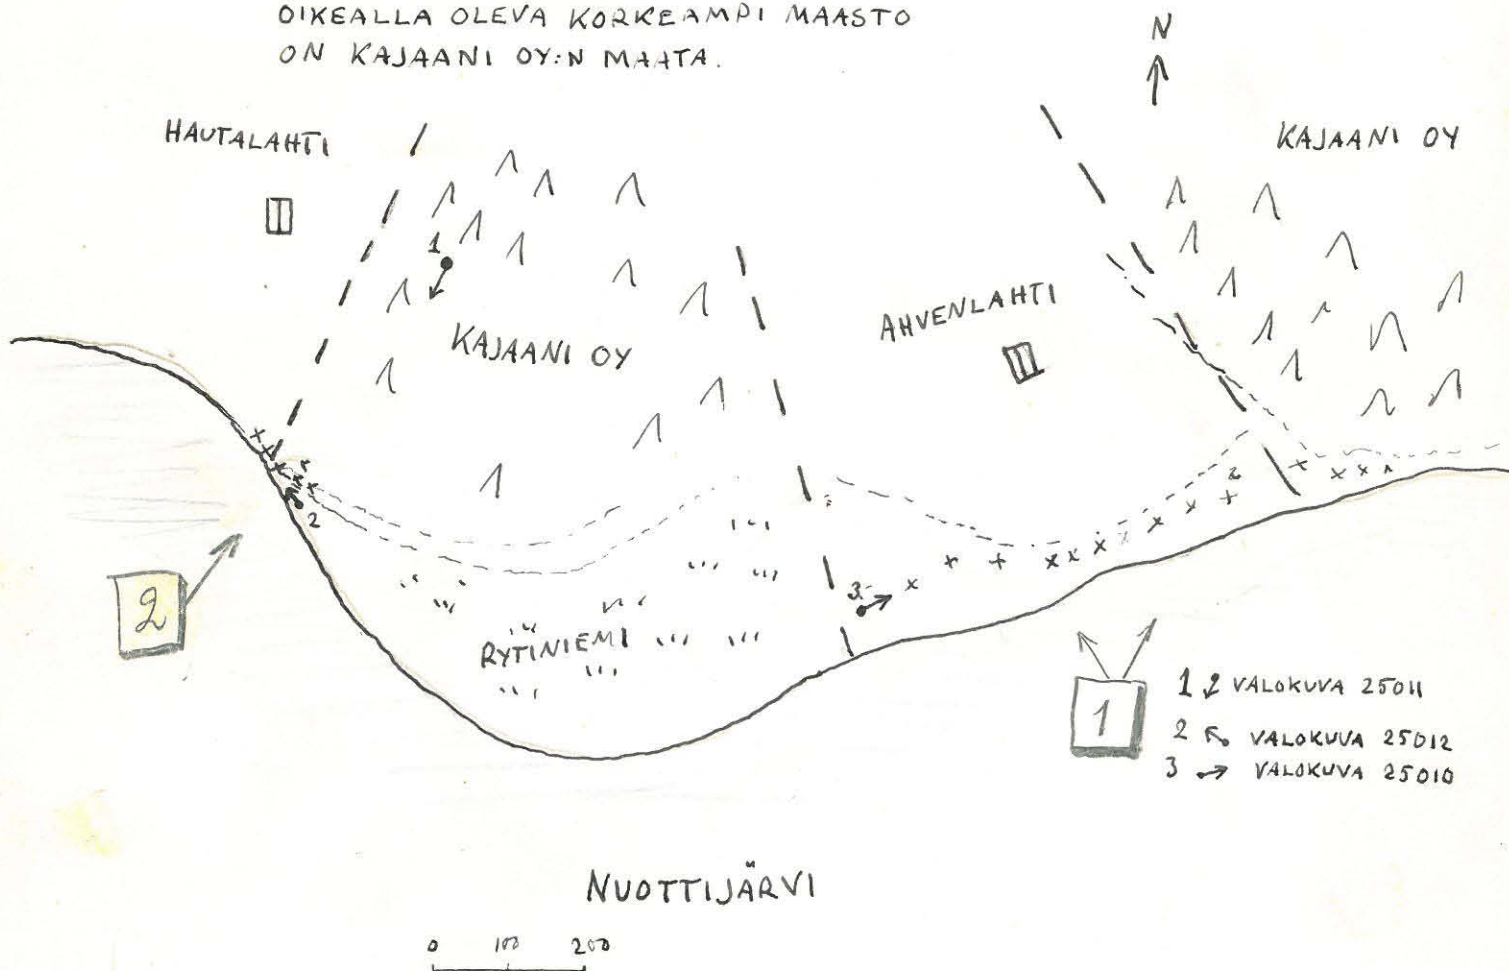 OIKEALLA OLEVA KORKEAMPI MAASTO
ON KAJAANI OY:N MAATA.
N
HAUTALAHTI
KAJAANI OY
1
KAJAANI OY
AHVENLAHTI
2
2
3
RYTINIEMI
1
1 VALOKUVA 25011
2 VALOKUVA 25012
3 VALOKUVA 25010
NUOTTIJÄRVI
0 100 200